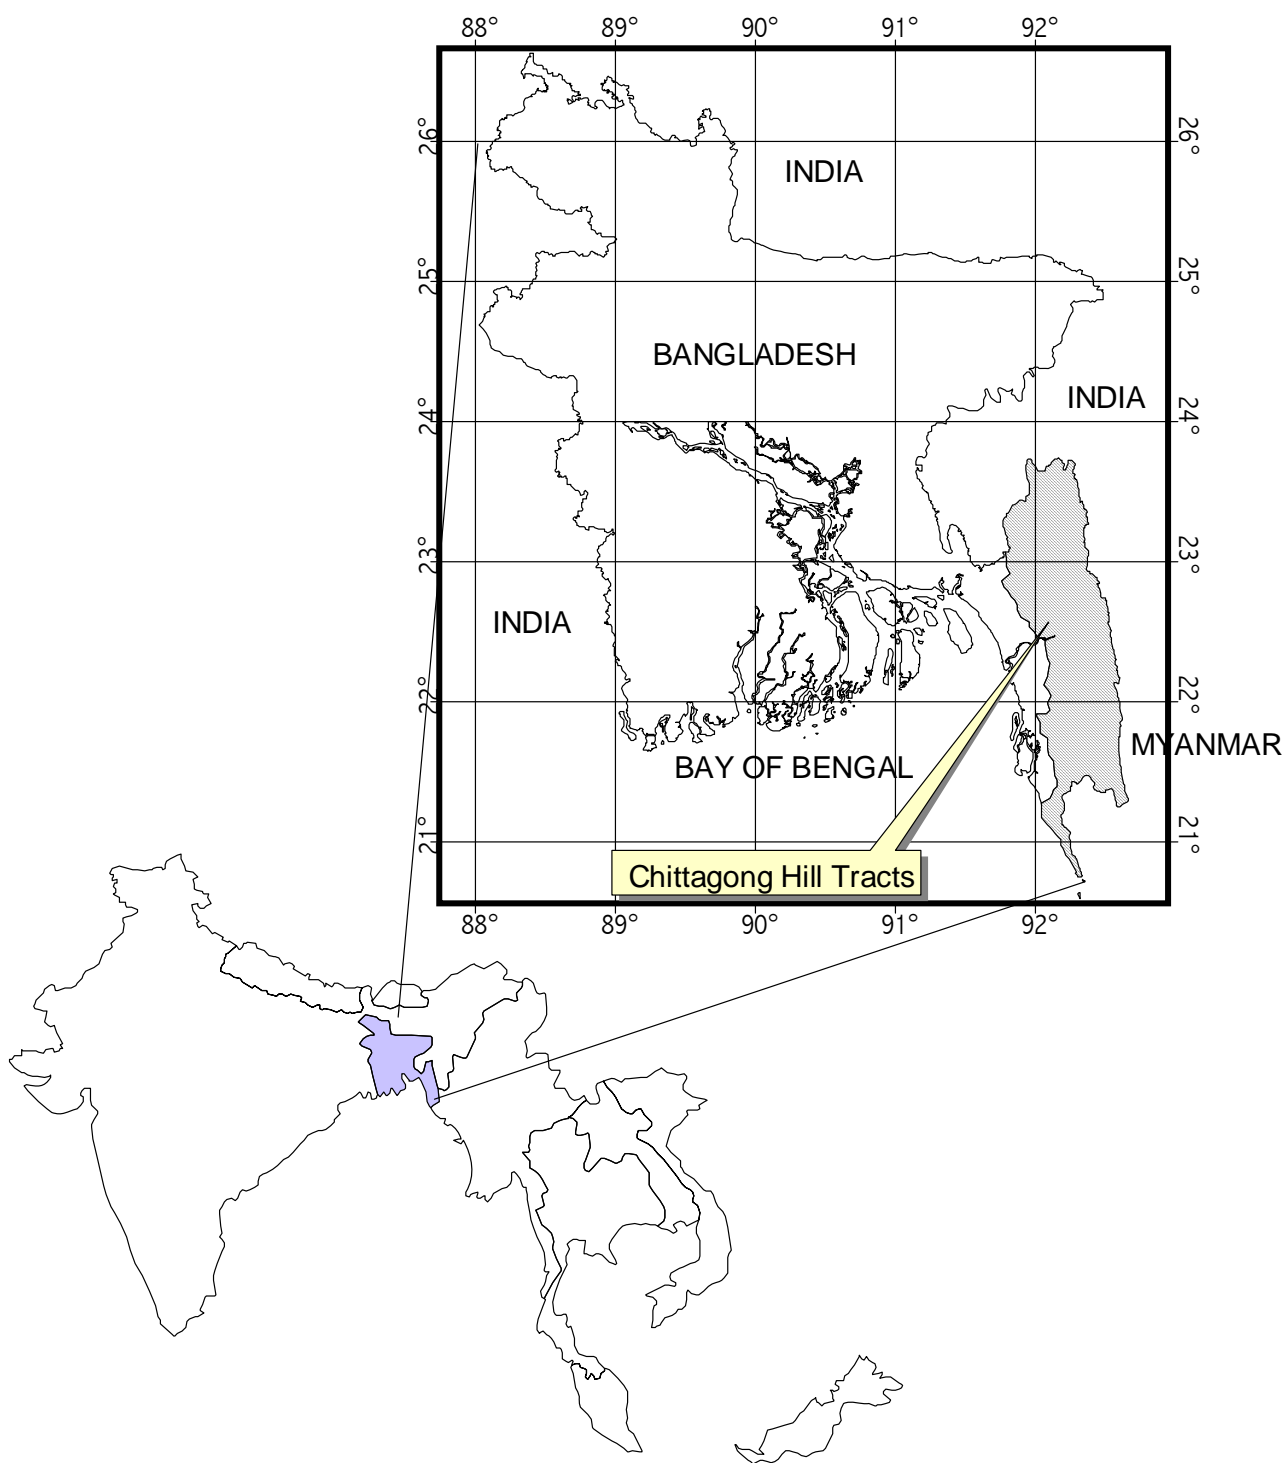 88° 89° 90° 91° 92°
26° 26°
INDIA
25° 25°
BANGLADESH
INDIA
24° 24°
23° 23°
INDIA
22° 22°
MYANMAR
BAY OF BENGAL
21° 21°
Chittagong Hill Tracts
88° 89° 90° 91° 92°